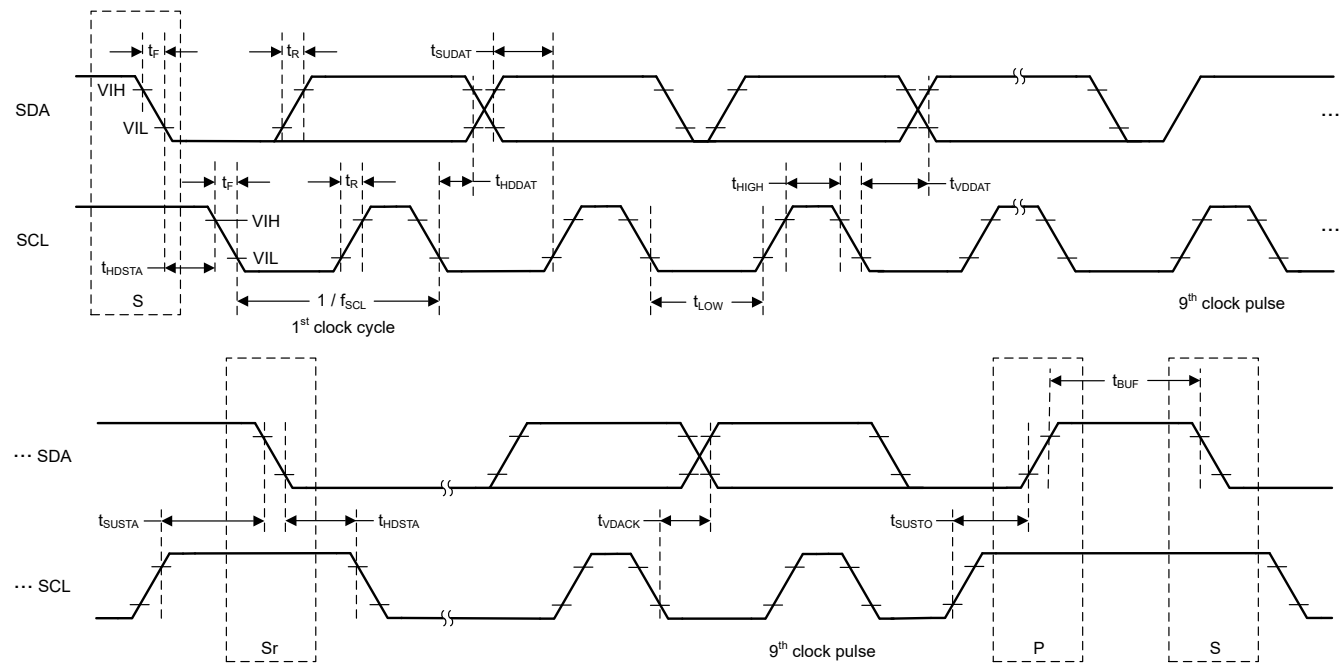 tF
tR
tSUDAT
VIH
SDA
VIL
...
tF
tR
tHDDAT
tHIGH
tVDDAT
VIH
SCL
...
VIL
tHDSTA
S
1 / fSCL
tLOW
9th clock pulse
1st clock cycle
tBUF
... SDA
tSUSTA
tHDSTA
tVDACK
tSUSTO
... SCL
Sr
9th clock pulse
P
S